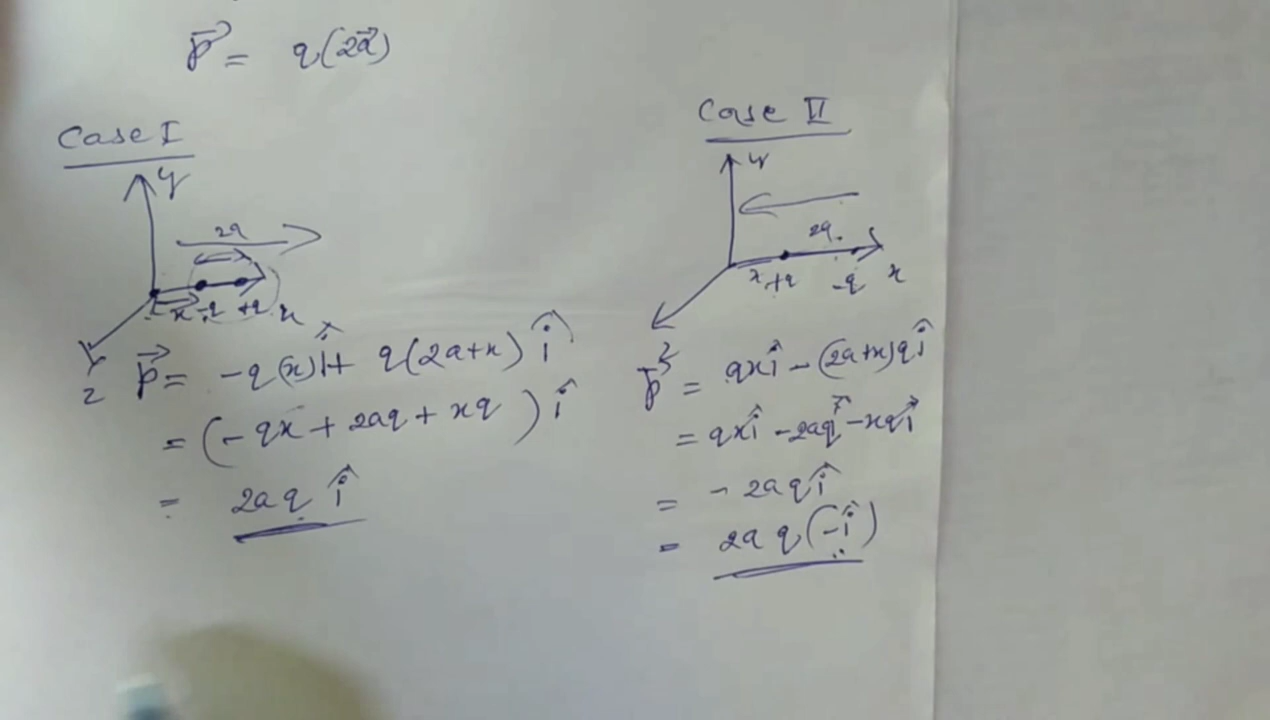 p⃗ = q(2a⃗)
Case I
y
2a
x -q +q x
z
p⃗ = -q(x)î + q(2a+x) î
= (-qx + 2aq + xq) î
= 2aq î
Case II
y
2a
x +q -q x
z
p⃗ = qxî - (2a+x)qî
= qxî - 2aqî - xqî
= - 2aqî
= 2aq(-î)